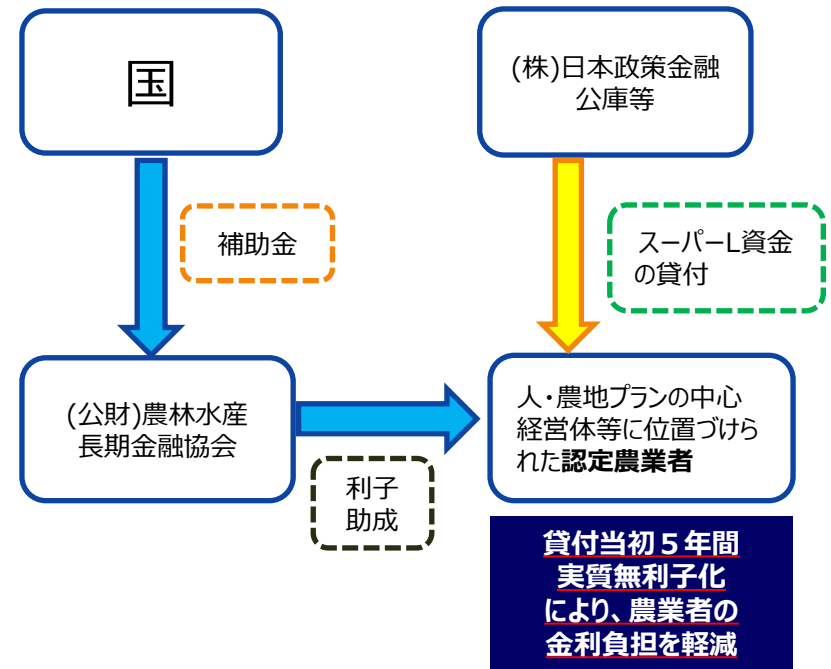 国
(株)日本政策金融
公庫等
補助金
スーパーL資金
の貸付
(公財)農林水産
長期金融協会
利子
助成
人・農地プランの中心
経営体等に位置づけら
れた認定農業者
貸付当初５年間
実質無利子化
により、農業者の
金利負担を軽減